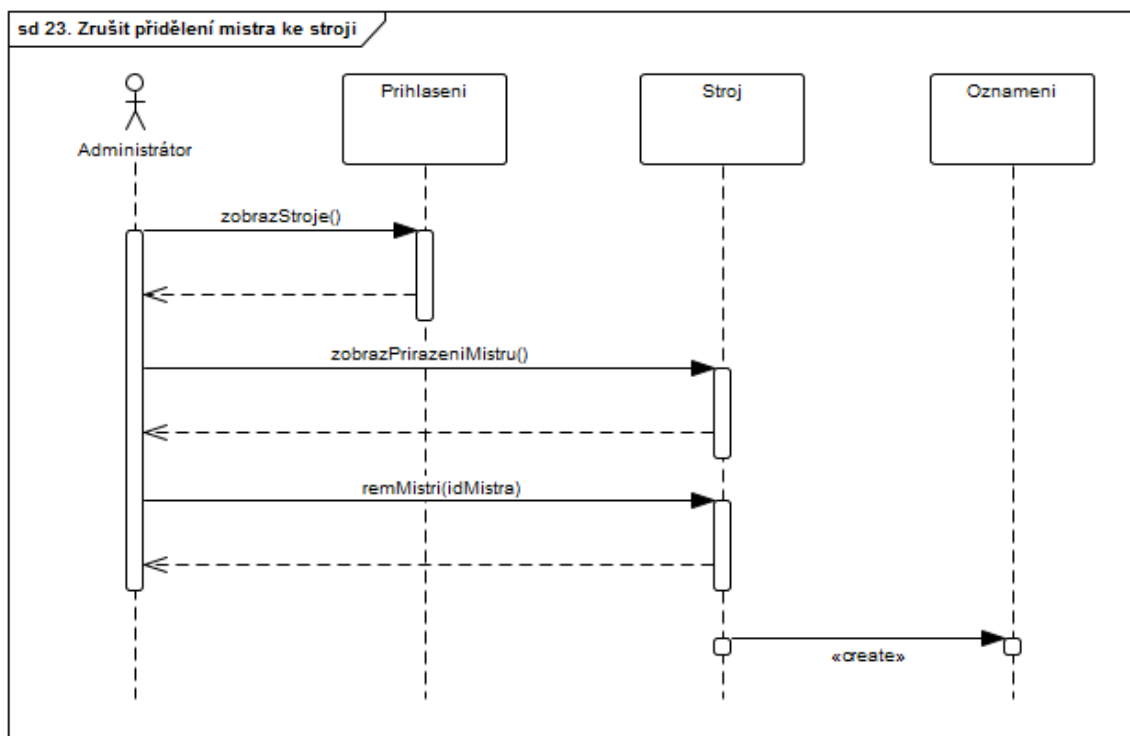 sd 23. Zrušit přidělení mistra ke stroji
Prihlaseni
Stroj
Oznameni
Administrátor
zobrazStroje()
zobrazPrirazeniMistru()
remMistri(idMistra)
«create»